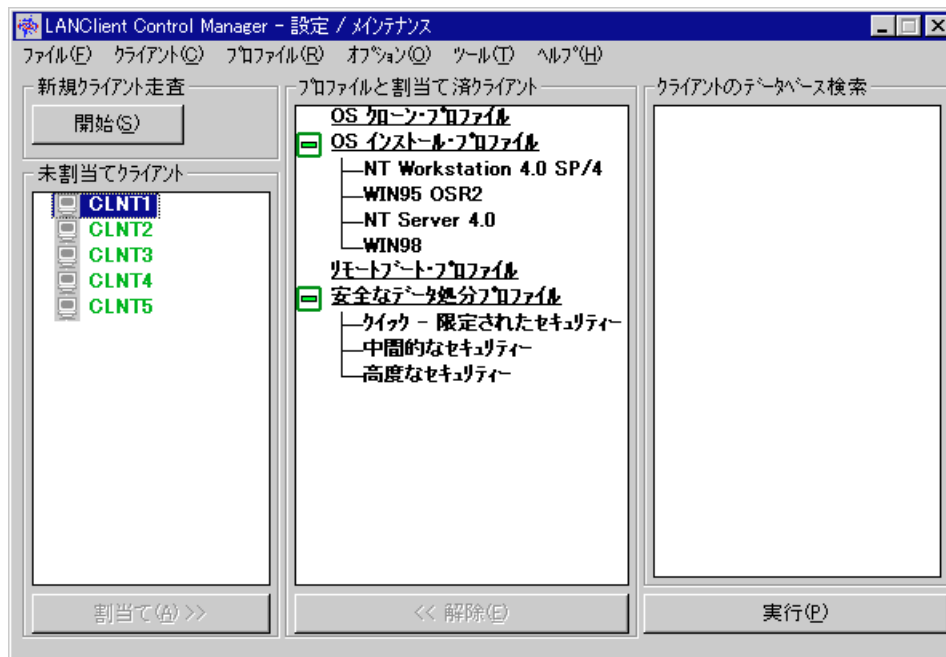 LANClient Control Manager - 設定 / ﾒｲﾝﾃﾅﾝｽ
ﾌｧｲﾙ(F) ｸﾗｲｱﾝﾄ(C) ﾌﾟﾛﾌｧｲﾙ(R) ｵﾌﾟｼｮﾝ(O) ﾂｰﾙ(T) ﾍﾙﾌﾟ(H)
新規ｸﾗｲｱﾝﾄ走査
開始(S)
未割当てｸﾗｲｱﾝﾄ
CLNT1
CLNT2
CLNT3
CLNT4
CLNT5
割当て(A) >>
ﾌﾟﾛﾌｧｲﾙと割当て済ｸﾗｲｱﾝﾄ
OS ｸﾛｰﾝ･ﾌﾟﾛﾌｧｲﾙ
OS ｲﾝｽﾄｰﾙ･ﾌﾟﾛﾌｧｲﾙ
NT Workstation 4.0 SP/4
WIN95 OSR2
NT Server 4.0
WIN98
ﾘﾓｰﾄﾌﾞｰﾄ･ﾌﾟﾛﾌｧｲﾙ
安全なﾃﾞｰﾀ処分ﾌﾟﾛﾌｧｲﾙ
ｸｲｯｸ - 限定されたｾｷｭﾘﾃｨｰ
中間的なｾｷｭﾘﾃｨｰ
高度なｾｷｭﾘﾃｨｰ
<< 解除(E)
ｸﾗｲｱﾝﾄのﾃﾞｰﾀﾍﾞｰｽ検索
実行(P)